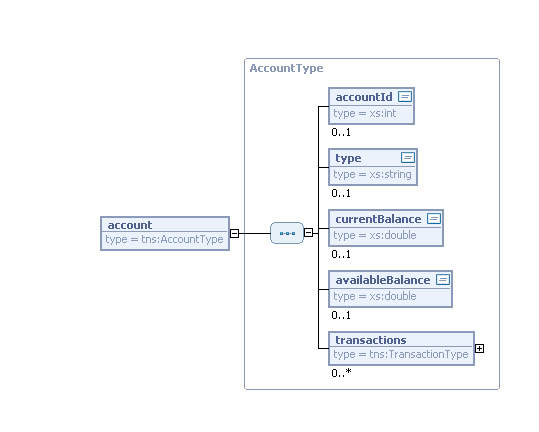 AccountType
accountId
type = xs:int
0..1
type
type = xs:string
0..1
currentBalance
type = xs:double
0..1
account
type = tns:AccountType
availableBalance
type = xs:double
0..1
transactions
type = tns:TransactionType
0..*